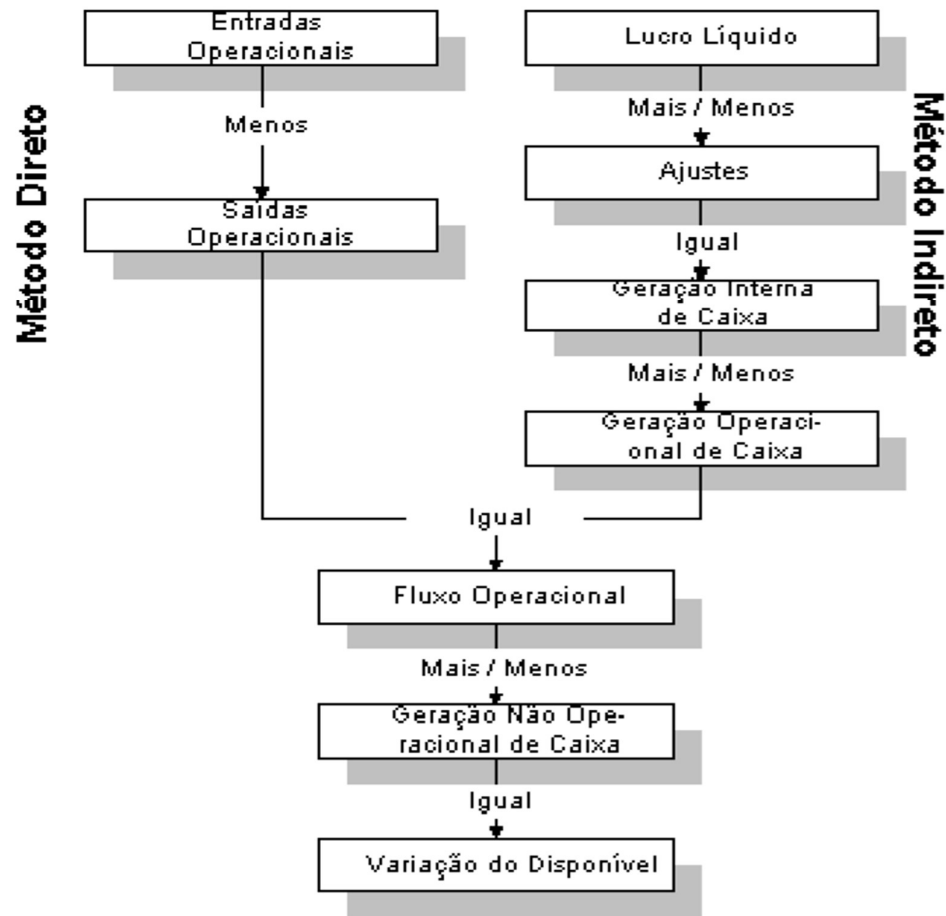 Método Direto
Entradas
Operacionais
Menos
Saídas
Operacionais
Método Indireto
Lucro Líquido
Mais / Menos
Ajustes
Igual
Geração Interna
de Caixa
Mais / Menos
Geração Operaci-
onal de Caixa
Igual
Fluxo Operacional
Mais / Menos
Geração Não Ope-
racional de Caixa
Igual
Variação do Disponível